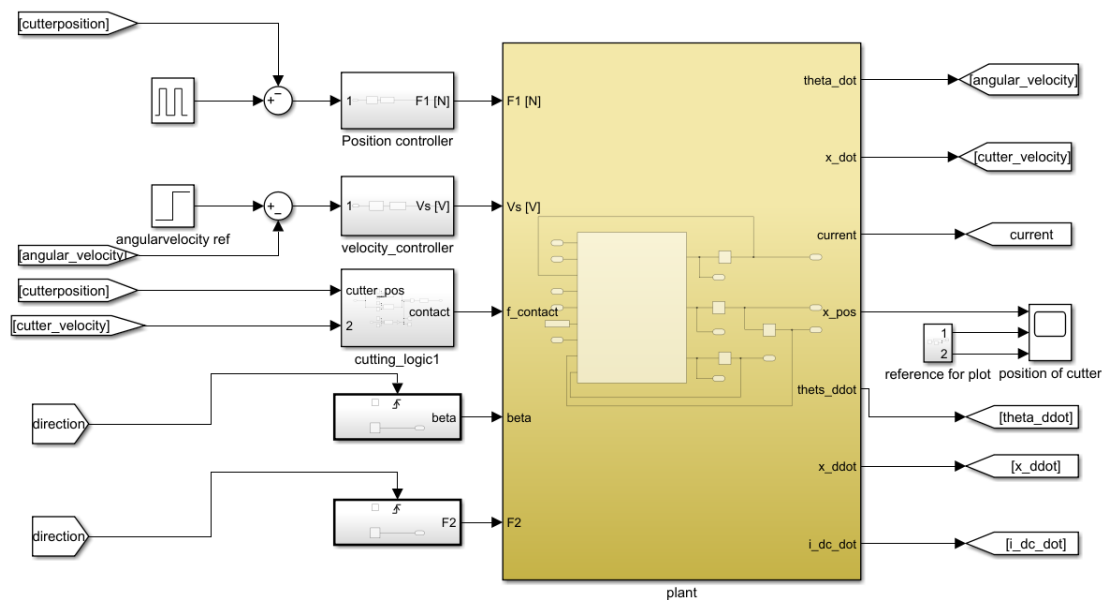 [cutterposition]
1
F1 [N]
Position controller
angularvelocity ref
1
Vs [V]
velocity_controller
[angular_velocity]
[cutterposition]
[cutter_velocity]
cutter_pos
2
contact
cutting_logic1
direction
beta
direction
F2
F1 [N]
Vs [V]
f_contact
beta
F2
theta_dot
x_dot
current
x_pos
thets_ddot
x_ddot
i_dc_dot
plant
[angular_velocity]
[cutter_velocity]
current
1
2
reference for plot
position of cutter
[theta_ddot]
[x_ddot]
[i_dc_dot]